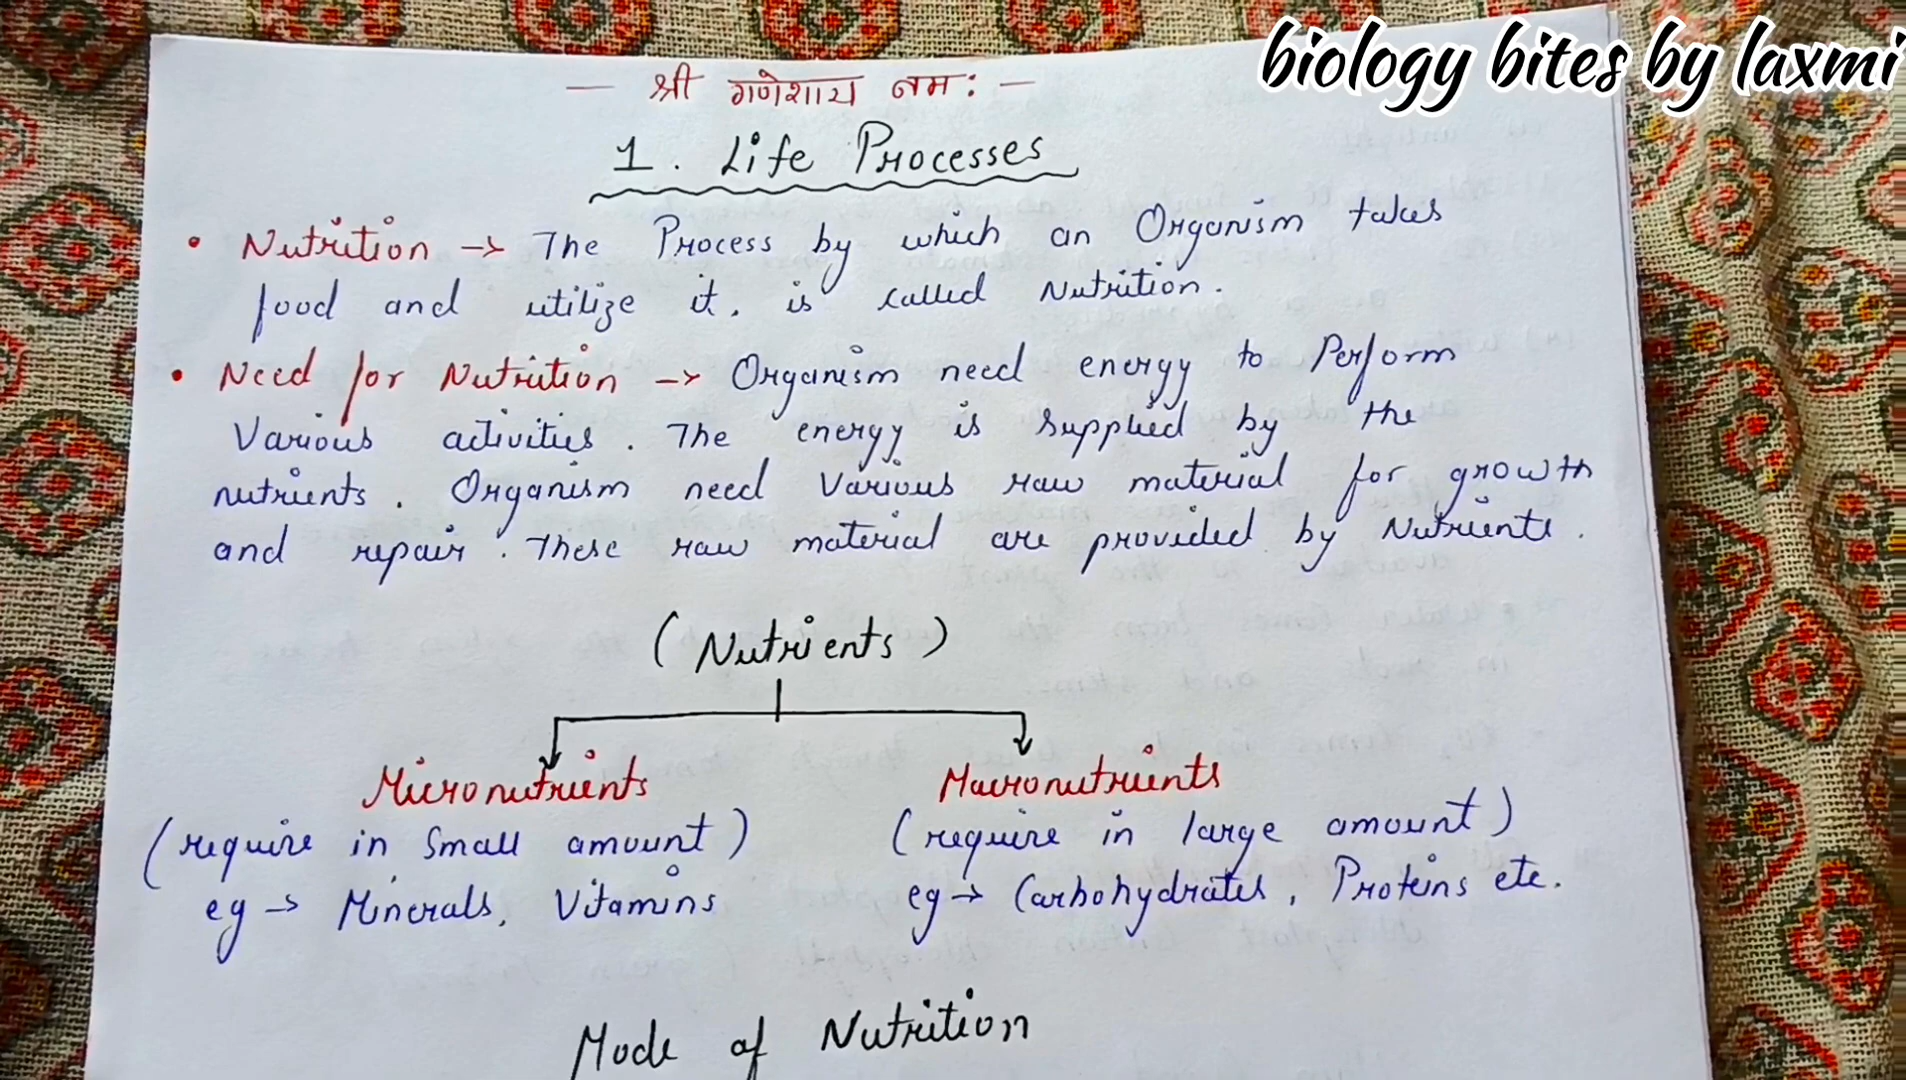 biology bites by laxmi
— श्री गणेशाय नमः —
1. Life Processes
• Nutrition → The Process by which an Organism takes
food and utilize it, is called Nutrition.
• Need for Nutrition → Organism need energy to Perform
Various activities. The energy is supplied by the
nutrients. Organism need Various raw material for growth
and repair. These raw material are provided by Nutrients.
(Nutrients)
Micronutrients Macronutrients
(require in Small amount) (require in large amount)
eg → Minerals, Vitamins eg → Carbohydrates, Proteins etc.
Mode of Nutrition